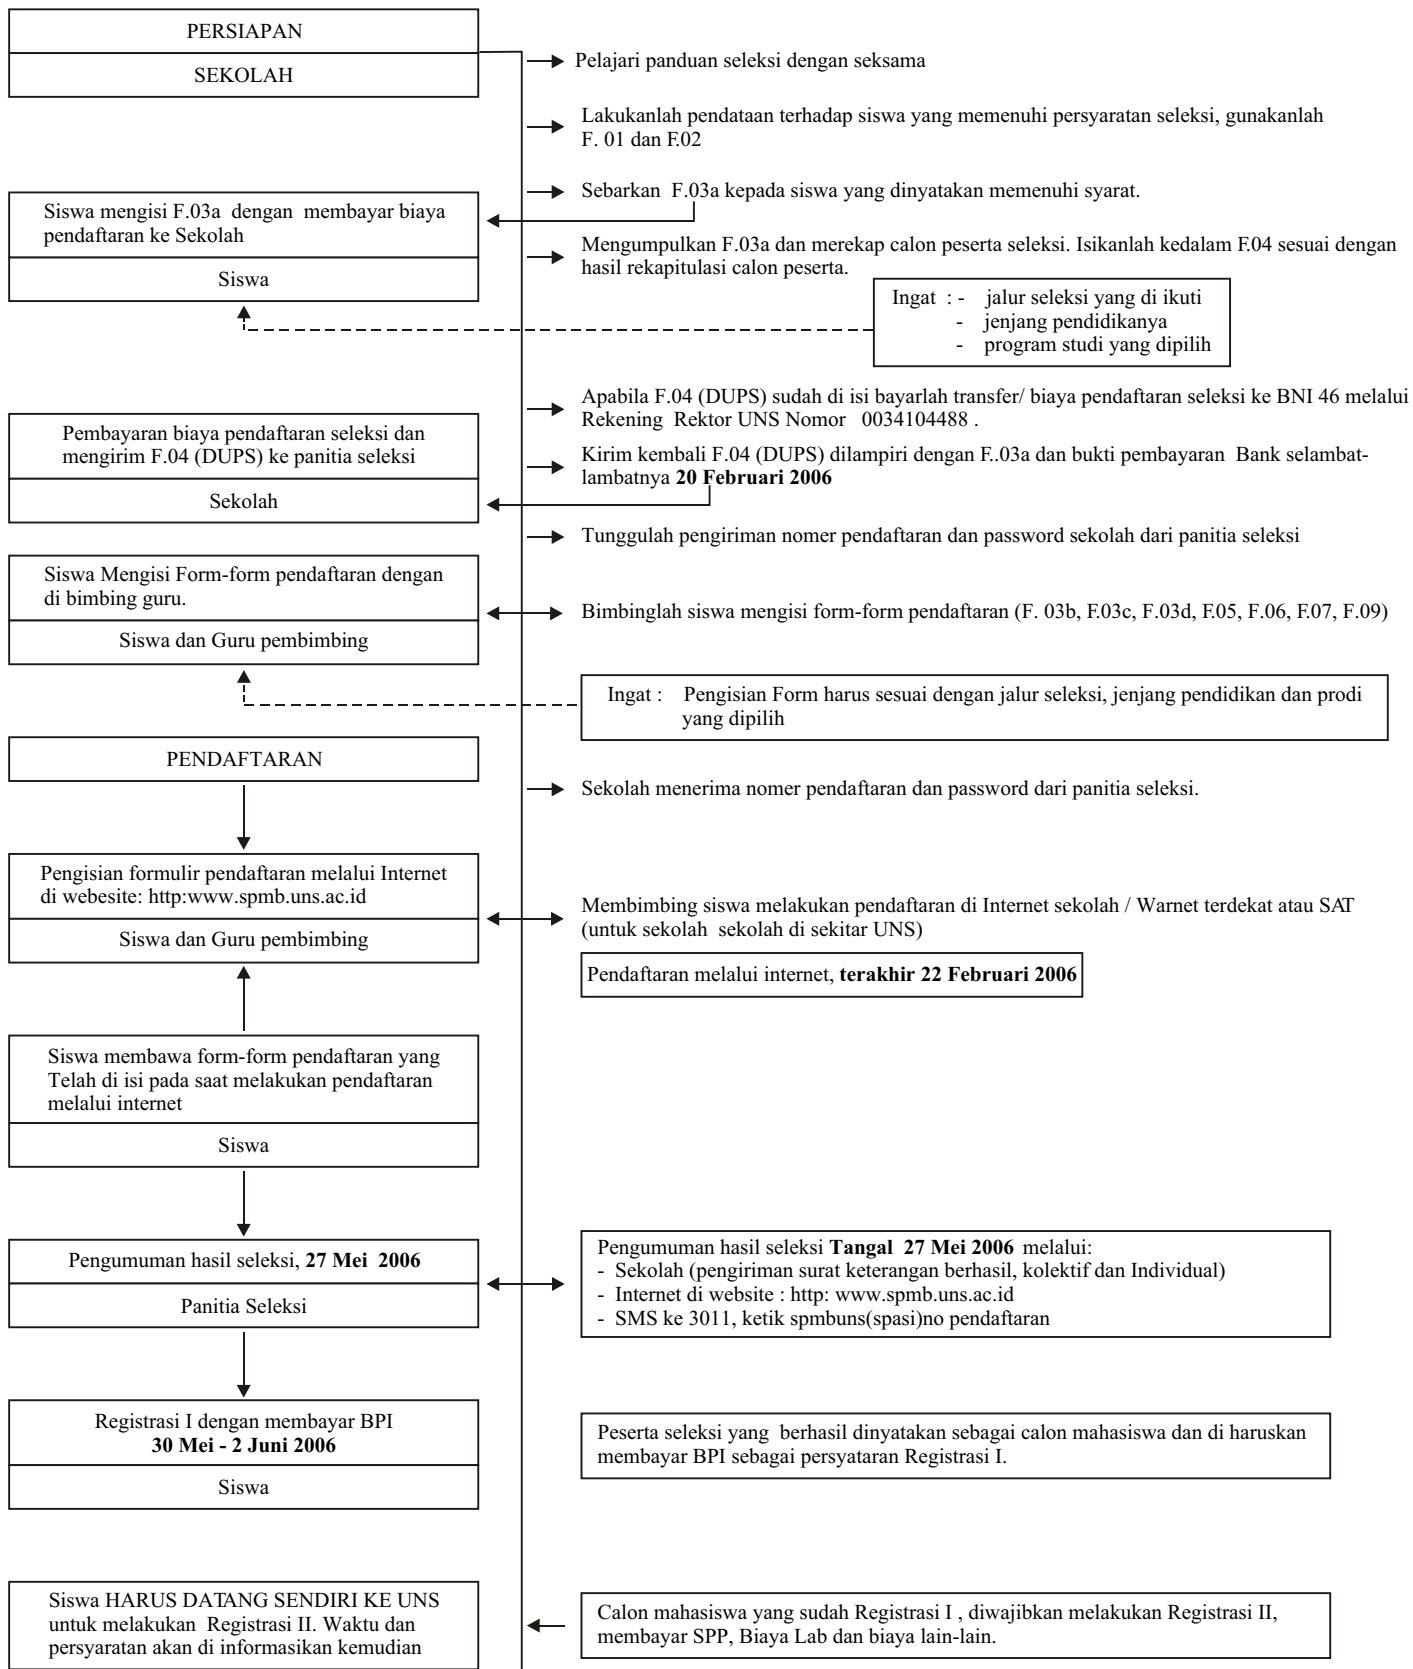 PERSIAPAN
SEKOLAH
Pelajari panduan seleksi dengan seksama
Lakukanlah pendataan terhadap siswa yang memenuhi persyaratan seleksi, gunakanlah
F. 01 dan F.02
Sebarkan F.03a kepada siswa yang dinyatakan memenuhi syarat.
Siswa mengisi F.03a dengan membayar biaya
pendaftaran ke Sekolah
Siswa
Mengumpulkan F.03a dan merekap calon peserta seleksi. Isikanlah kedalam F.04 sesuai dengan
hasil rekapitulasi calon peserta.
Ingat : - jalur seleksi yang di ikuti
- jenjang pendidikanya
- program studi yang dipilih
Apabila F.04 (DUPS) sudah di isi bayarlah transfer/ biaya pendaftaran seleksi ke BNI 46 melalui
Rekening Rektor UNS Nomor 0034104488 .
Pembayaran biaya pendaftaran seleksi dan
mengirim F.04 (DUPS) ke panitia seleksi
Sekolah
Kirim kembali F.04 (DUPS) dilampiri dengan F..03a dan bukti pembayaran Bank selambat-
lambatnya 20 Februari 2006
Tunggulah pengiriman nomer pendaftaran dan password sekolah dari panitia seleksi
Siswa Mengisi Form-form pendaftaran dengan
di bimbing guru.
Siswa dan Guru pembimbing
Bimbinglah siswa mengisi form-form pendaftaran (F. 03b, F.03c, F.03d, F.05, F.06, F.07, F.09)
Ingat : Pengisian Form harus sesuai dengan jalur seleksi, jenjang pendidikan dan prodi
yang dipilih
PENDAFTARAN
Sekolah menerima nomer pendaftaran dan password dari panitia seleksi.
Pengisian formulir pendaftaran melalui Internet
di webesite: http:www.spmb.uns.ac.id
Siswa dan Guru pembimbing
Membimbing siswa melakukan pendaftaran di Internet sekolah / Warnet terdekat atau SAT
(untuk sekolah sekolah di sekitar UNS)
Pendaftaran melalui internet, terakhir 22 Februari 2006
Siswa membawa form-form pendaftaran yang
Telah di isi pada saat melakukan pendaftaran
melalui internet
Siswa
Pengumuman hasil seleksi, 27 Mei 2006
Panitia Seleksi
Pengumuman hasil seleksi Tangal 27 Mei 2006 melalui:
- Sekolah (pengiriman surat keterangan berhasil, kolektif dan Individual)
- Internet di website : http: www.spmb.uns.ac.id
- SMS ke 3011, ketik spmbuns(spasi)no pendaftaran
Registrasi I dengan membayar BPI
30 Mei - 2 Juni 2006
Siswa
Peserta seleksi yang berhasil dinyatakan sebagai calon mahasiswa dan di haruskan
membayar BPI sebagai persyataran Registrasi I.
Siswa HARUS DATANG SENDIRI KE UNS
untuk melakukan Registrasi II. Waktu dan
persyaratan akan di informasikan kemudian
Calon mahasiswa yang sudah Registrasi I , diwajibkan melakukan Registrasi II,
membayar SPP, Biaya Lab dan biaya lain-lain.